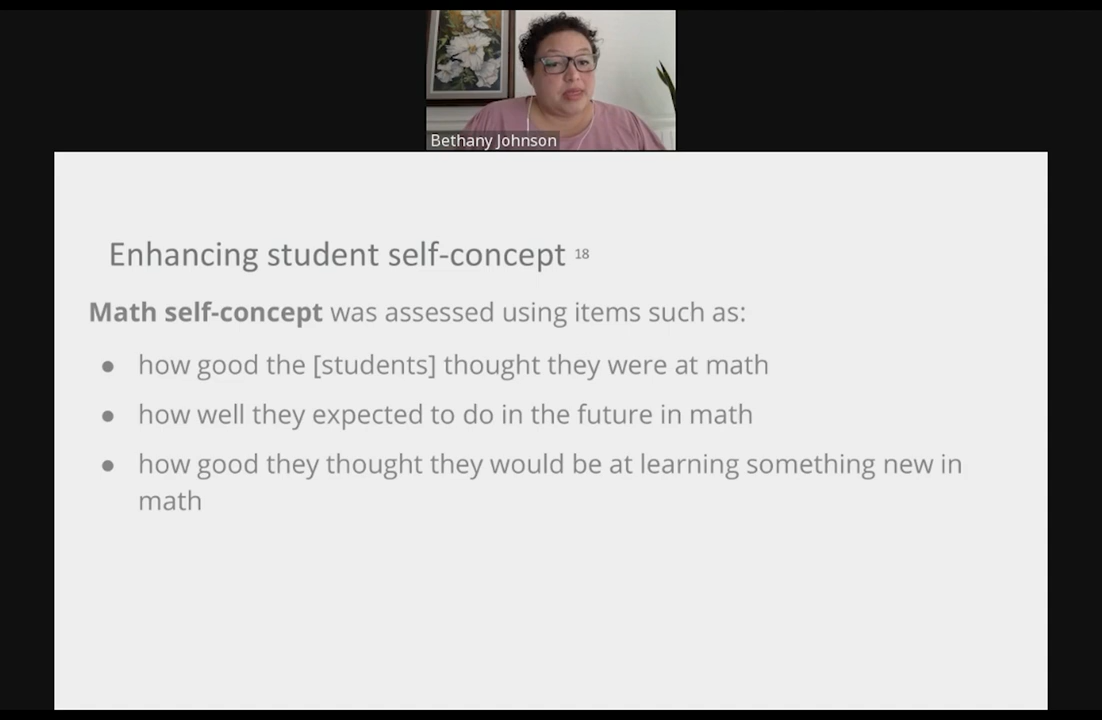 Bethany Johnson
Enhancing student self-concept 18
Math self-concept was assessed using items such as:
● how good the [students] thought they were at math
● how well they expected to do in the future in math
● how good they thought they would be at learning something new in
math